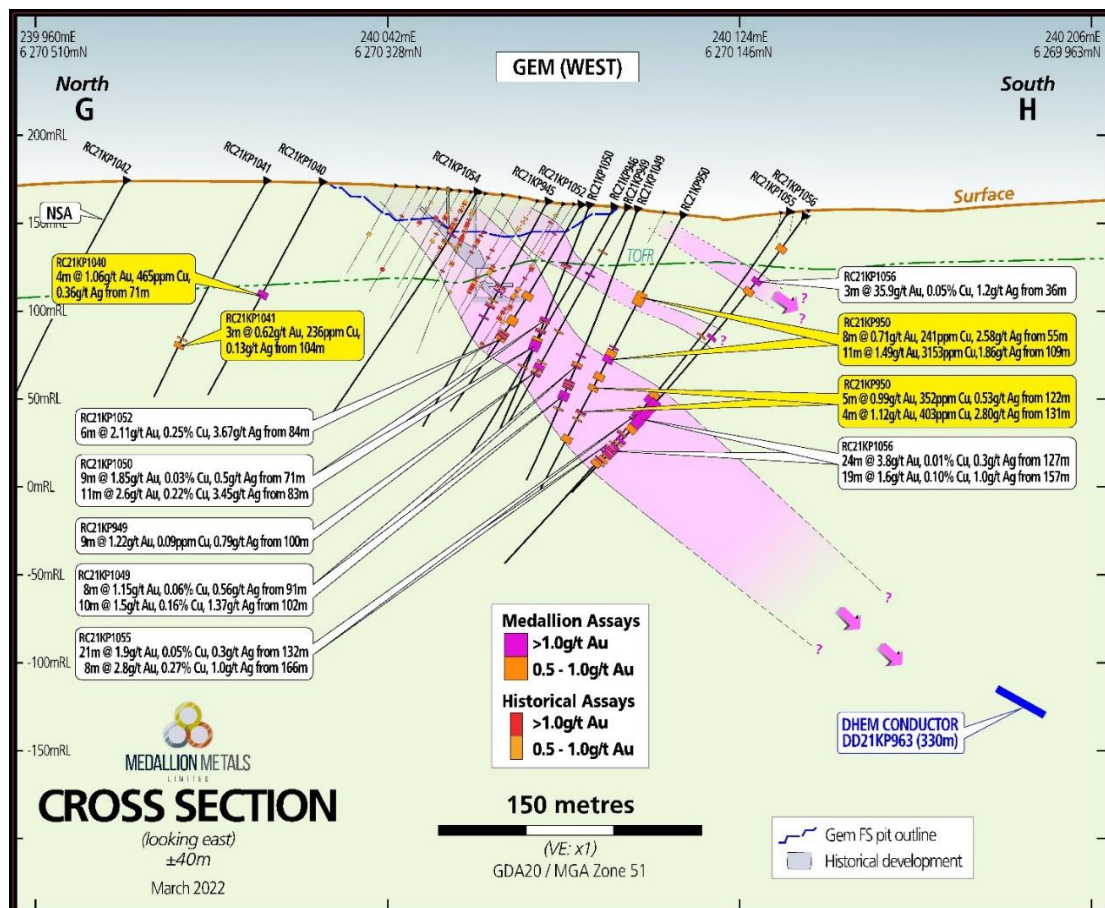 239 960mE
6 270 510mN
240 042mE
6 270 328mN
240 124mE
6 270 146mN
240 206mE
6 269 963mN
GEM (WEST)
North
G
South
H
200mRL
150mRL
100mRL
50mRL
0mRL
-50mRL
-100mRL
-150mRL
RC21KP1042
RC21KP1041
RC21KP1040
RC21KP1054
RC21KP945
RC21KP1052
RC21KP1050
RC21KP946
RC21KP949
RC21KP1049
RC21KP950
RC21KP1055
RC21KP1056
Surface
NSA
TOFR
RC21KP1040
4m @ 1.06g/t Au, 465ppm Cu,
0.36g/t Ag from 71m
RC21KP1041
3m @ 0.62g/t Au, 236ppm Cu,
0.13g/t Ag from 104m
RC21KP1052
6m @ 2.11g/t Au, 0.25% Cu, 3.67g/t Ag from 84m
RC21KP1050
9m @ 1.85g/t Au, 0.03% Cu, 0.5g/t Ag from 71m
11m @ 2.6g/t Au, 0.22% Cu, 3.45g/t Ag from 83m
RC21KP949
9m @ 1.22g/t Au, 0.09ppm Cu, 0.79g/t Ag from 100m
RC21KP1049
8m @ 1.15g/t Au, 0.06% Cu, 0.56g/t Ag from 91m
10m @ 1.5g/t Au, 0.16% Cu, 1.37g/t Ag from 102m
RC21KP1055
21m @ 1.9g/t Au, 0.05% Cu, 0.3g/t Ag from 132m
8m @ 2.8g/t Au, 0.27% Cu, 1.0g/t Ag from 166m
RC21KP1056
3m @ 35.9g/t Au, 0.05% Cu, 1.2g/t Ag from 36m
RC21KP950
8m @ 0.71g/t Au, 241ppm Cu, 2.58g/t Ag from 55m
11m @ 1.49g/t Au, 3153ppm Cu,1.86g/t Ag from 109m
RC21KP950
5m @ 0.99g/t Au, 352ppm Cu, 0.53g/t Ag from 122m
4m @ 1.12g/t Au, 403ppm Cu, 2.80g/t Ag from 131m
RC21KP1056
24m @ 3.8g/t Au, 0.01% Cu, 0.3g/t Ag from 127m
19m @ 1.6g/t Au, 0.10% Cu, 1.0g/t Ag from 157m
?
?
?
?
?
Medallion Assays
>1.0g/t Au
0.5 - 1.0g/t Au
Historical Assays
>1.0g/t Au
0.5 - 1.0g/t Au
DHEM CONDUCTOR
DD21KP963 (330m)
MEDALLION METALS
LIMITED
CROSS SECTION
(looking east)
±40m
March 2022
150 metres
(VE: x1)
GDA20 / MGA Zone 51
Gem FS pit outline
Historical development